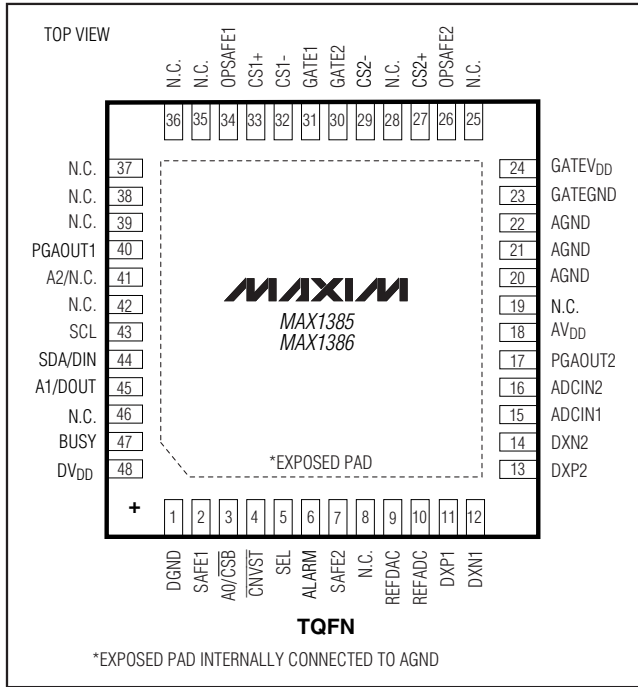 TOP VIEW
N.C.
N.C.
OPSAFE1
CS1+
CS1-
GATE1
GATE2
CS2-
N.C.
CS2+
OPSAFE2
N.C.
36 35 34 33 32 31 30 29 28 27 26 25
N.C. 37
N.C. 38
N.C. 39
PGAOUT1 40
A2/N.C. 41
N.C. 42
SCL 43
SDA/DIN 44
A1/DOUT 45
N.C. 46
BUSY 47
DVDD 48
24 GATEVDD
23 GATEGND
22 AGND
21 AGND
20 AGND
19 N.C.
18 AVDD
17 PGAOUT2
16 ADCIN2
15 ADCIN1
14 DXN2
13 DXP2
MAXIM
MAX1385
MAX1386
*EXPOSED PAD
+
1 2 3 4 5 6 7 8 9 10 11 12
DGND
SAFE1
A0/CSB
CNVST
SEL
ALARM
SAFE2
N.C.
REFDAC
REFADC
DXP1
DXN1
TQFN
*EXPOSED PAD INTERNALLY CONNECTED TO AGND